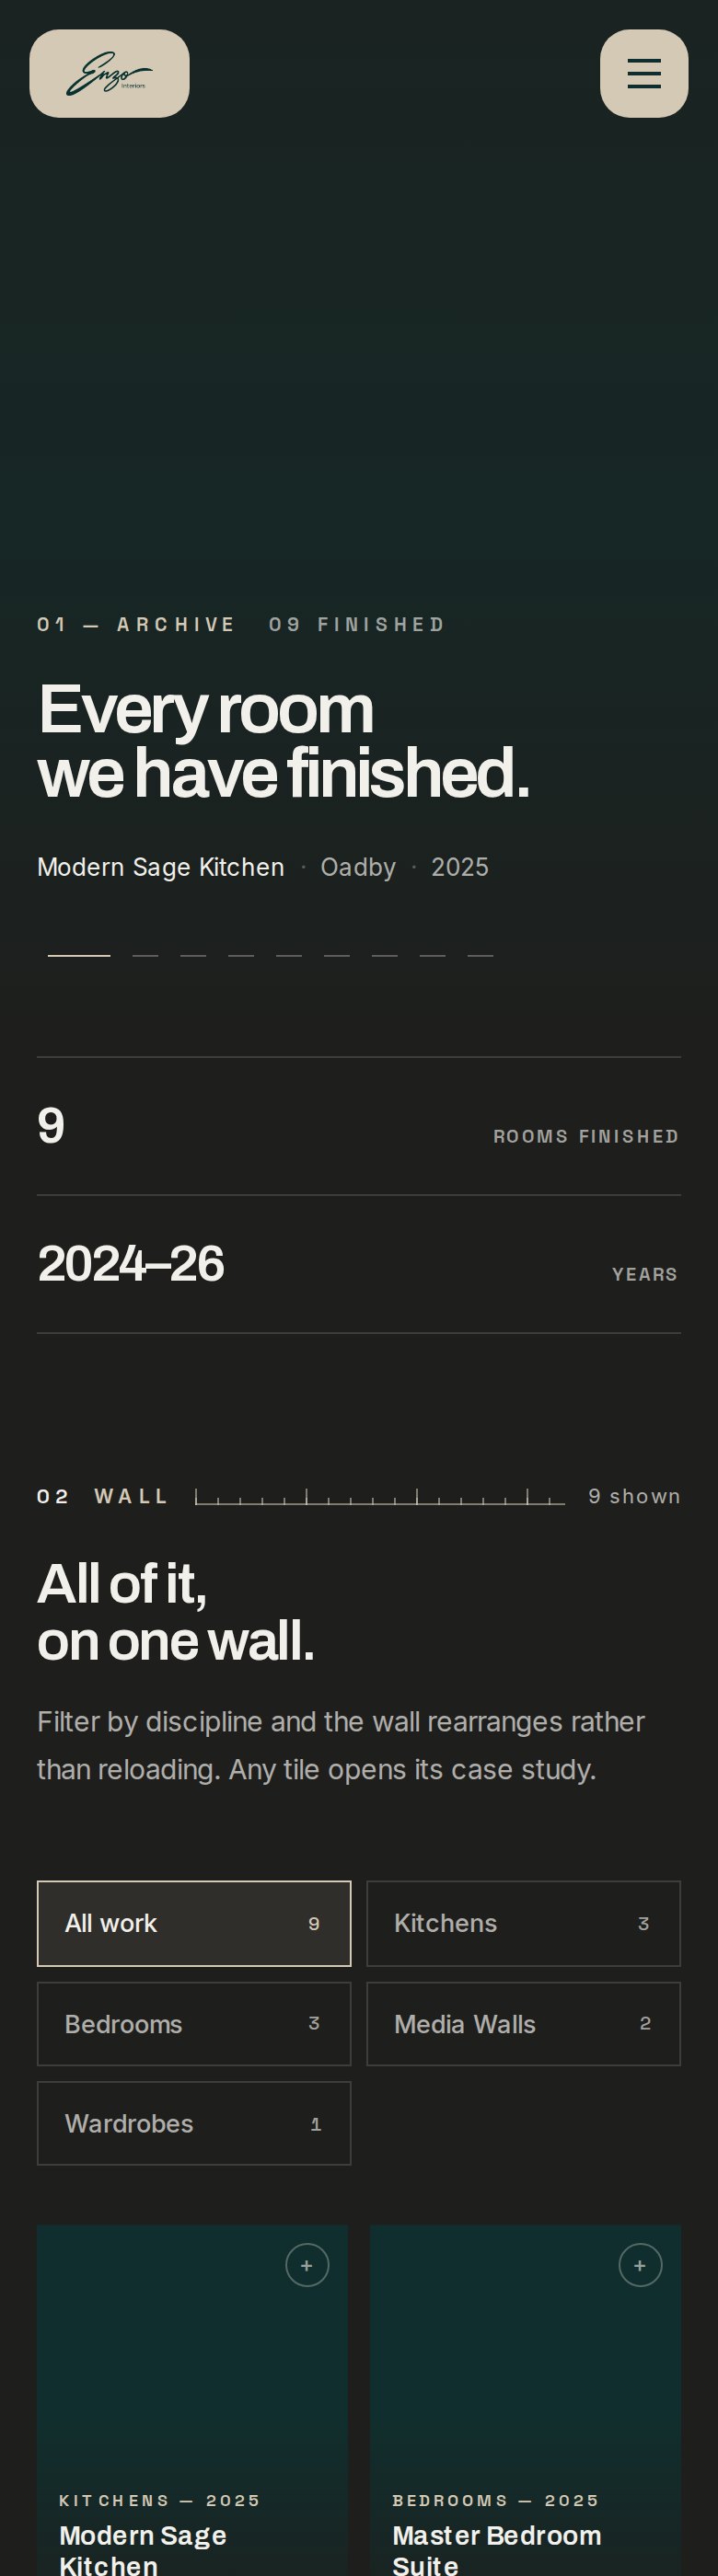 Enzo
Interiors
01 — ARCHIVE 09 FINISHED
Every room
we have finished.
Modern Sage Kitchen · Oadby · 2025
9 ROOMS FINISHED
2024–26 YEARS
02 WALL 9 shown
All of it,
on one wall.
Filter by discipline and the wall rearranges rather
than reloading. Any tile opens its case study.
All work 9
Kitchens 3
Bedrooms 3
Media Walls 2
Wardrobes 1
+
KITCHENS — 2025
Modern Sage
Kitchen
+
BEDROOMS — 2025
Master Bedroom
Suite